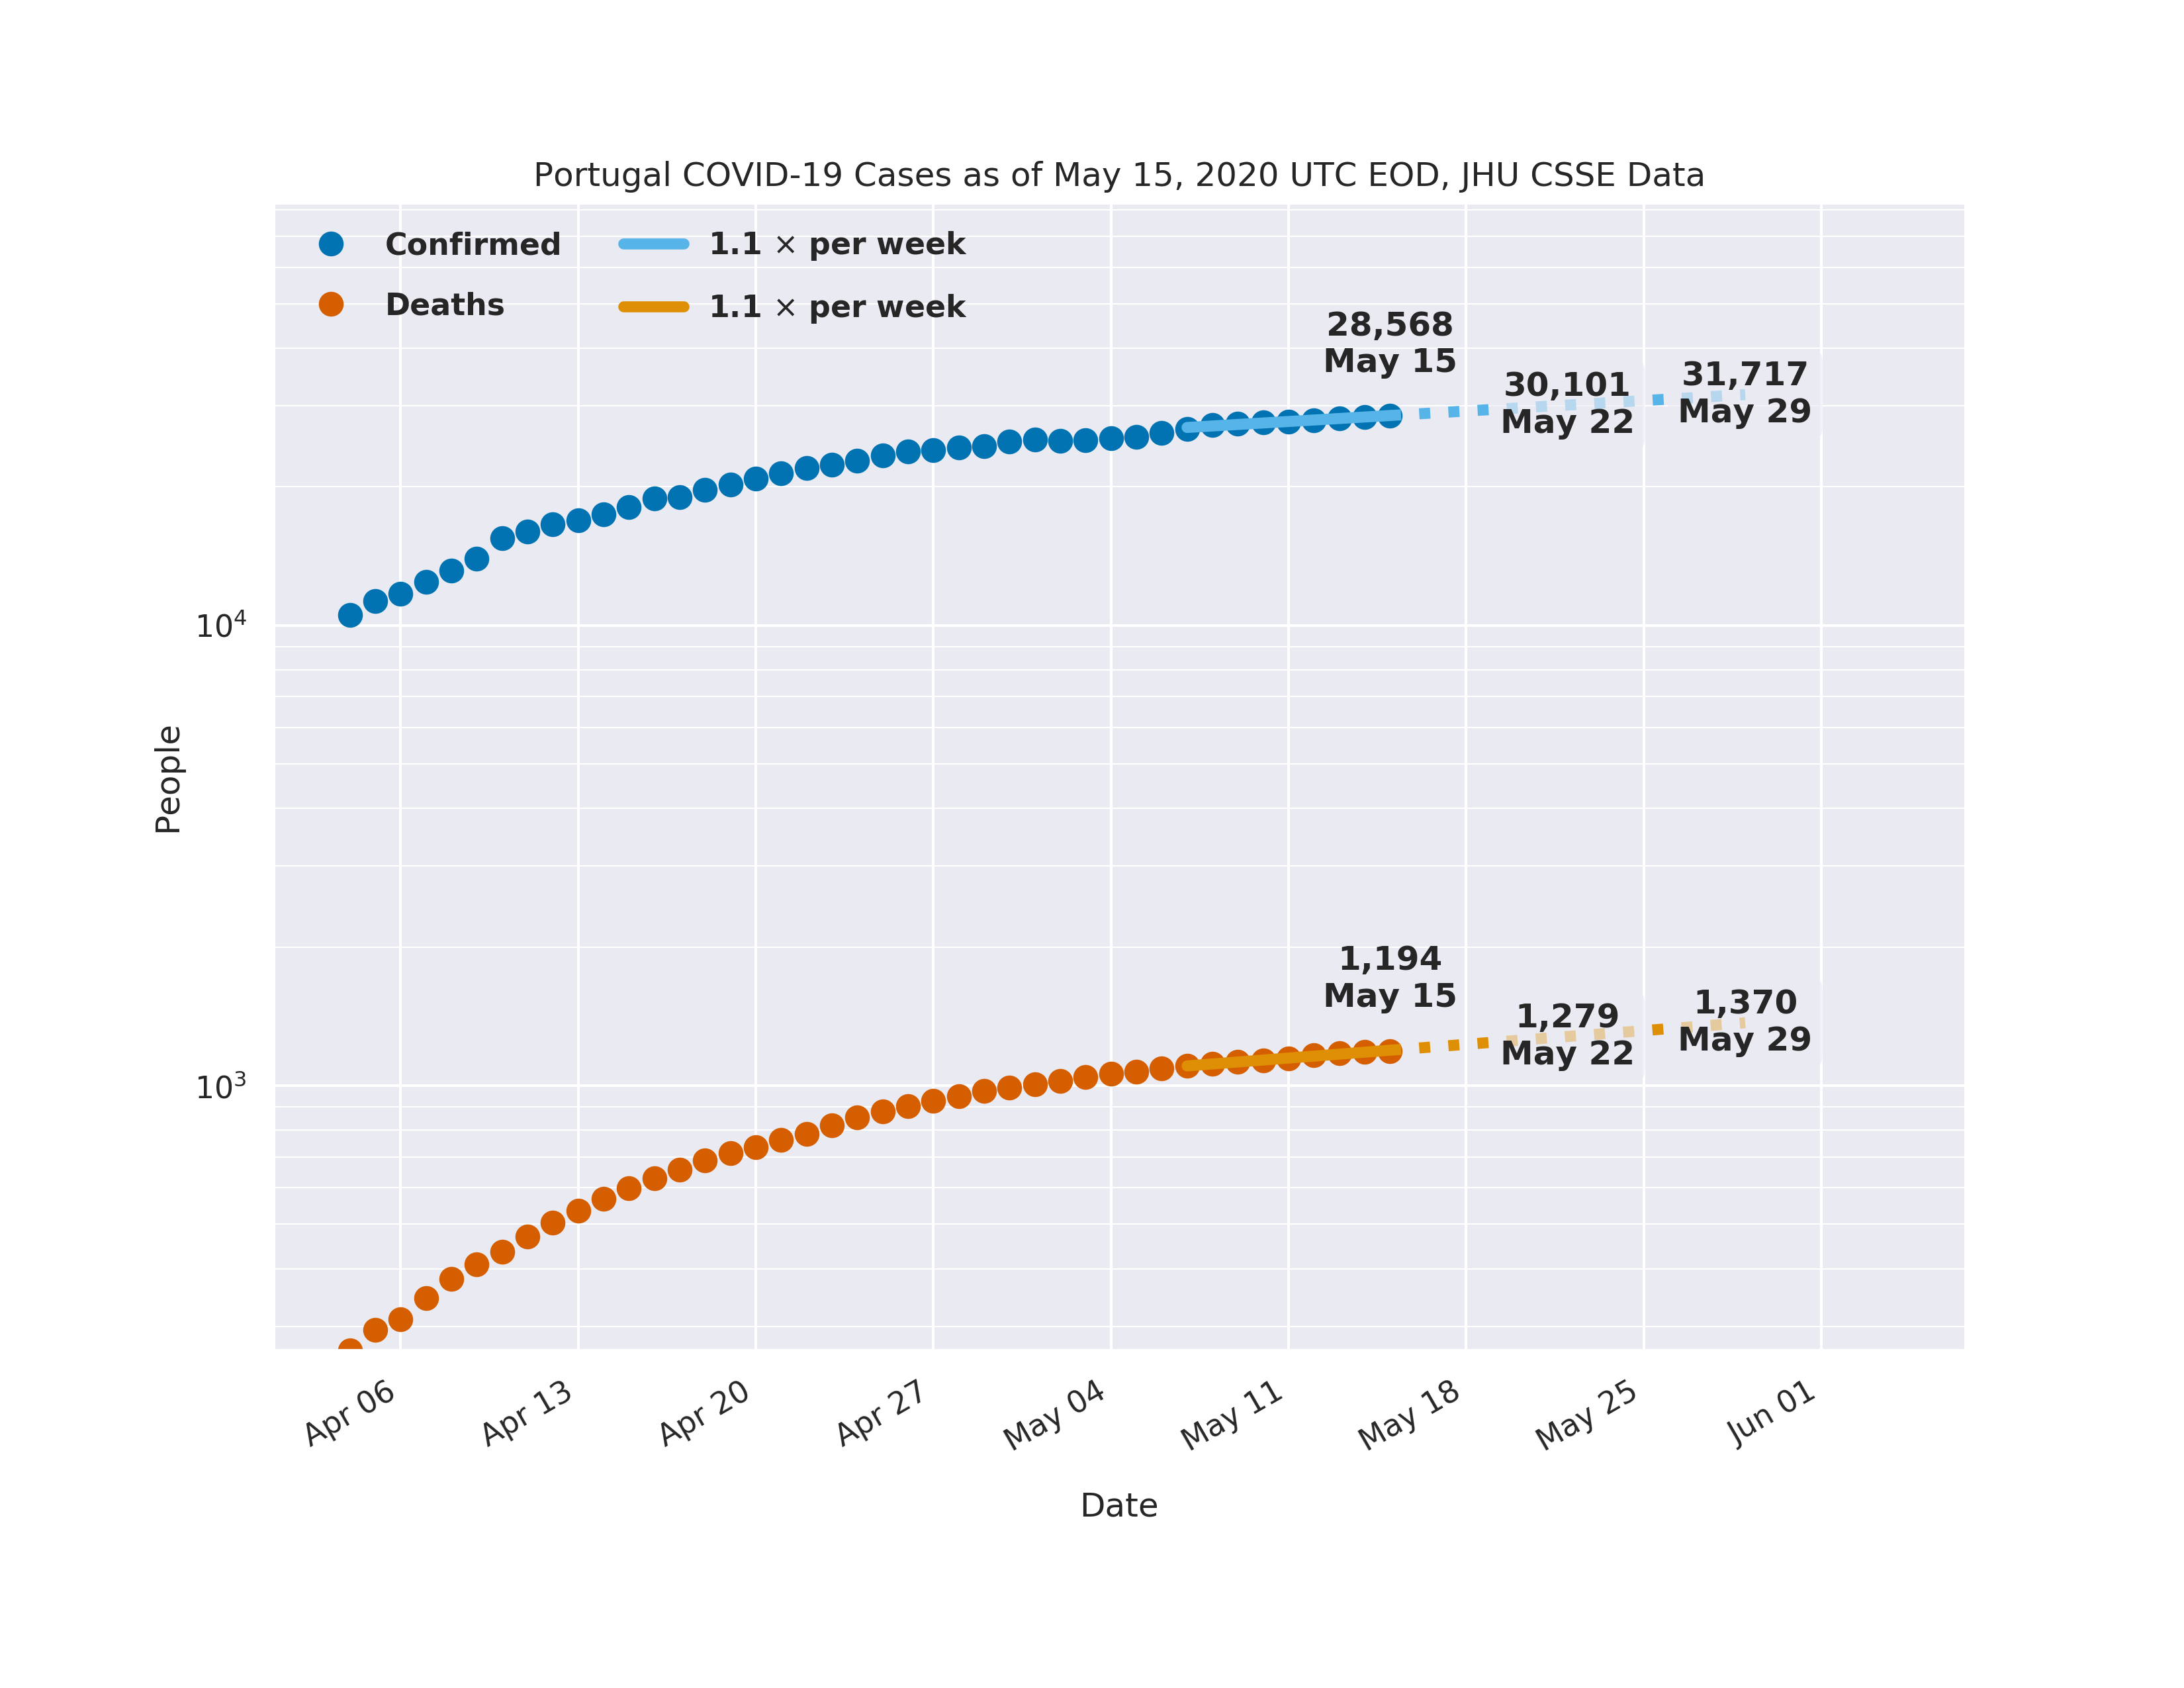 Portugal COVID-19 Cases as of May 15, 2020 UTC EOD, JHU CSSE Data
Confirmed
Deaths
1.1 × per week
1.1 × per week
28,568
May 15
30,101
May 22
31,717
May 29
10⁴
People
1,194
May 15
1,279
May 22
1,370
May 29
10³
Apr 06
Apr 13
Apr 20
Apr 27
May 04
May 11
May 18
May 25
Jun 01
Date